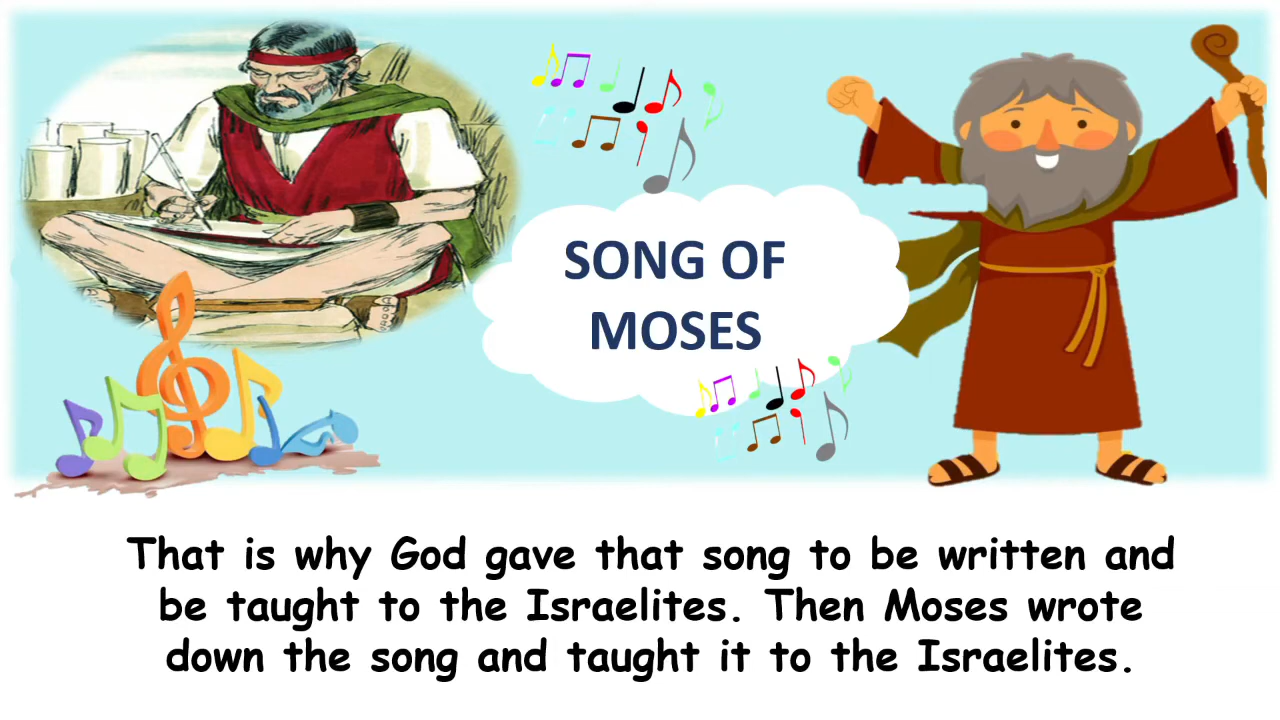 SONG OF
MOSES
That is why God gave that song to be written and
be taught to the Israelites. Then Moses wrote
down the song and taught it to the Israelites.